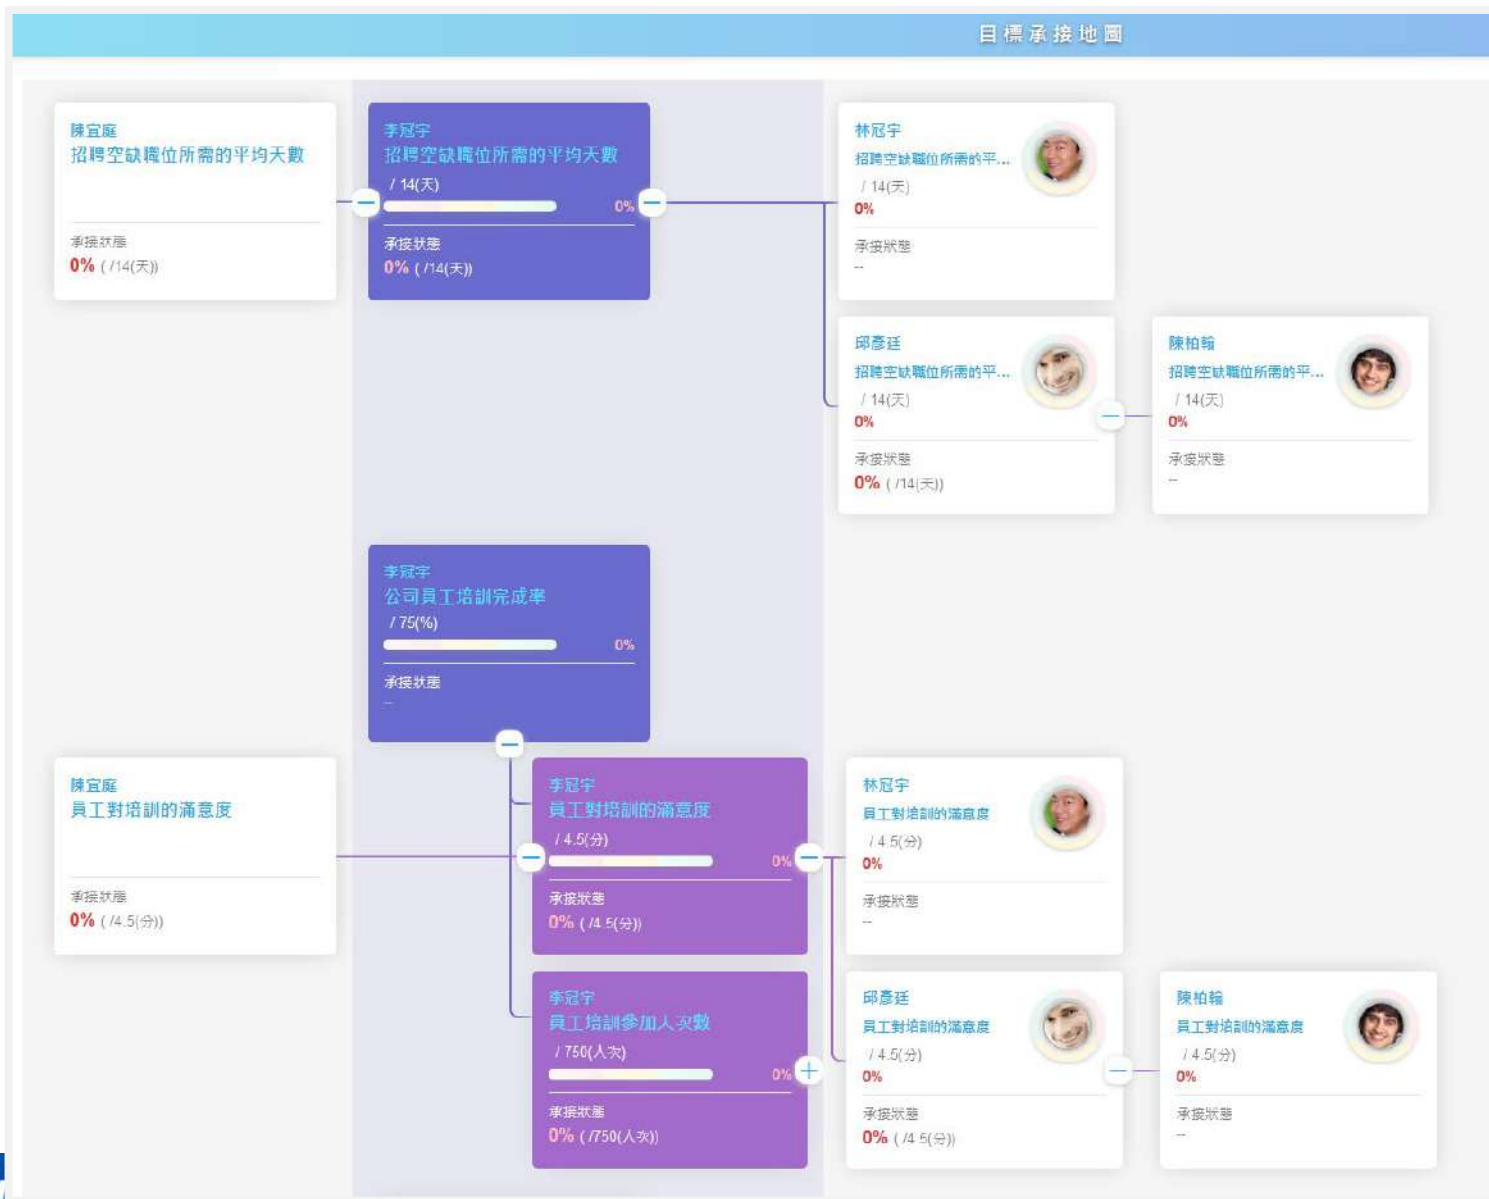 目標承接地圖
陳宜庭
招聘空缺職位所需的平均天數
承接狀態
0% ( /14(天))
李冠宇
招聘空缺職位所需的平均天數
/ 14(天)
0%
承接狀態
0% ( /14(天))
林冠宇
招聘空缺職位所需的平...
/ 14(天)
0%
承接狀態
--
邱彥廷
招聘空缺職位所需的平...
/ 14(天)
0%
承接狀態
0% ( /14(天))
陳柏翰
招聘空缺職位所需的平...
/ 14(天)
0%
承接狀態
--
李冠宇
公司員工培訓完成率
/ 75(%)
0%
承接狀態
--
陳宜庭
員工對培訓的滿意度
承接狀態
0% ( /4.5(分))
李冠宇
員工對培訓的滿意度
/ 4.5(分)
0%
承接狀態
0% ( /4.5(分))
林冠宇
員工對培訓的滿意度
/ 4.5(分)
0%
承接狀態
--
李冠宇
員工培訓參加人次數
/ 750(人次)
0%
承接狀態
0% ( /750(人次))
邱彥廷
員工對培訓的滿意度
/ 4.5(分)
0%
承接狀態
0% ( /4.5(分))
陳柏翰
員工對培訓的滿意度
/ 4.5(分)
0%
承接狀態
--